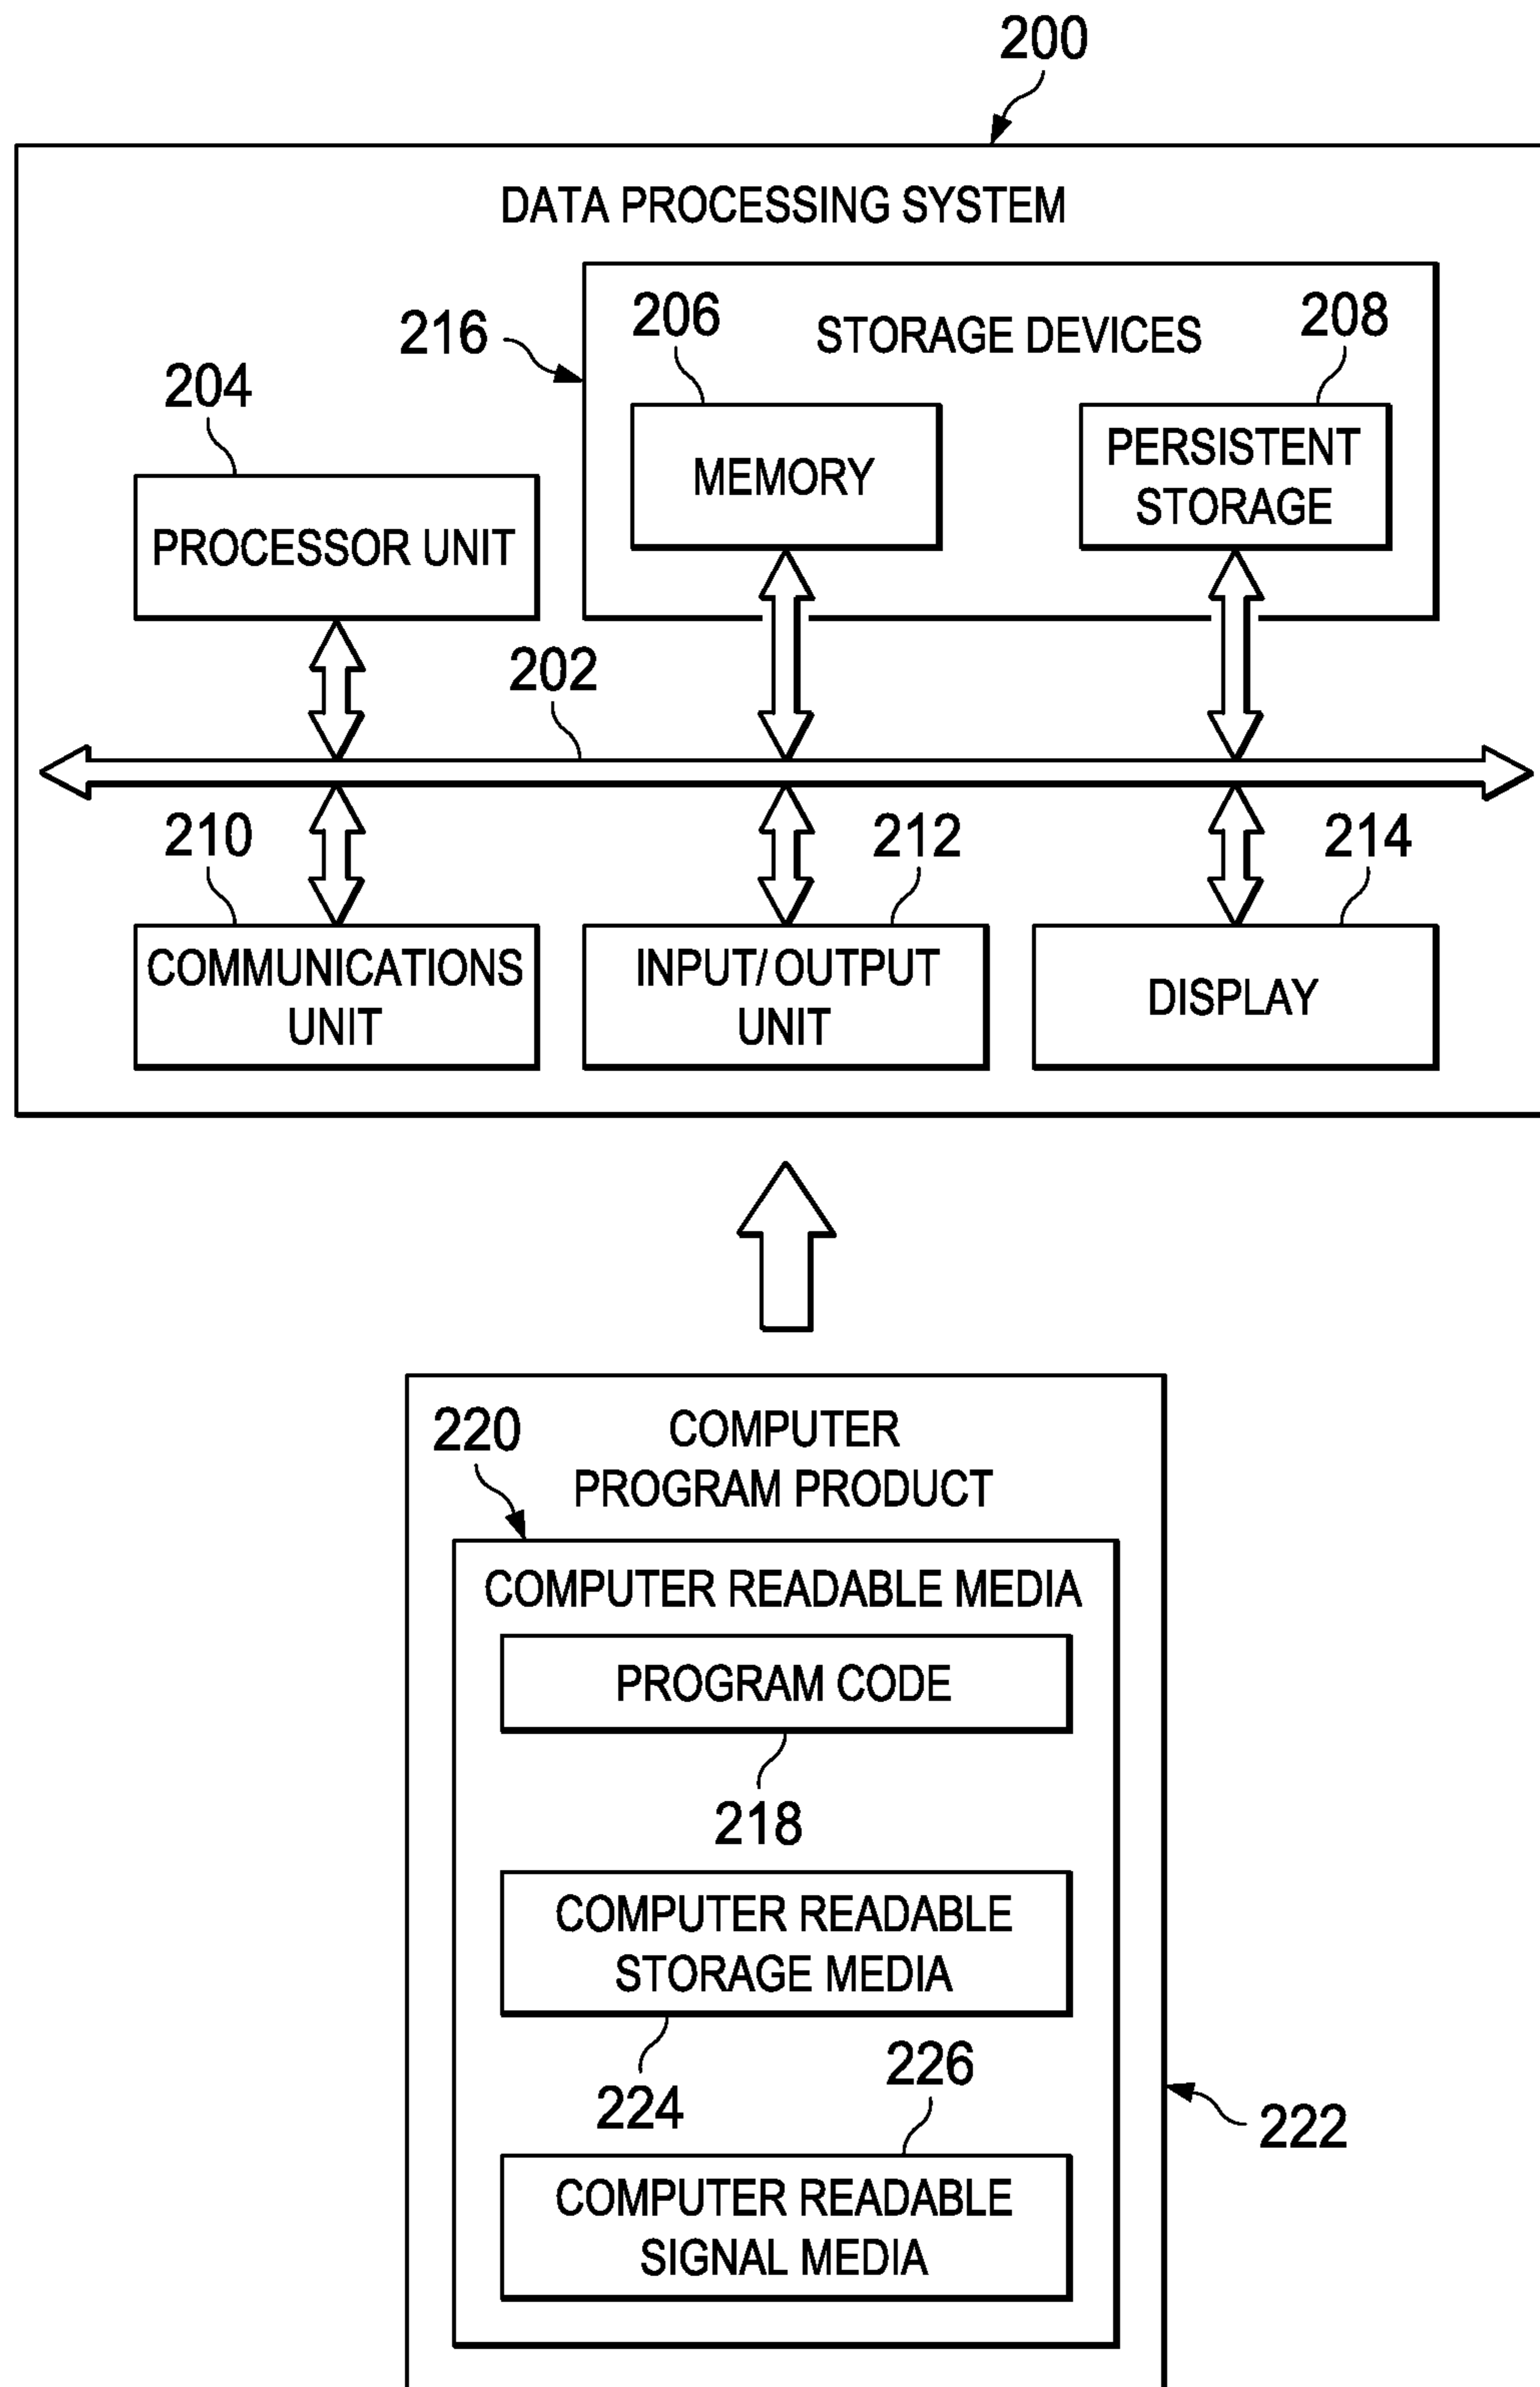 200
DATA PROCESSING SYSTEM
216
206
STORAGE DEVICES
208
204
MEMORY
PERSISTENT
STORAGE
PROCESSOR UNIT
202
210
212
214
COMMUNICATIONS
UNIT
INPUT/ OUTPUT
UNIT
DISPLAY
220
COMPUTER
PROGRAM PRODUCT
COMPUTER READABLE MEDIA
PROGRAM CODE
218
COMPUTER READABLE
STORAGE MEDIA
224
226
222
COMPUTER READABLE
SIGNAL MEDIA